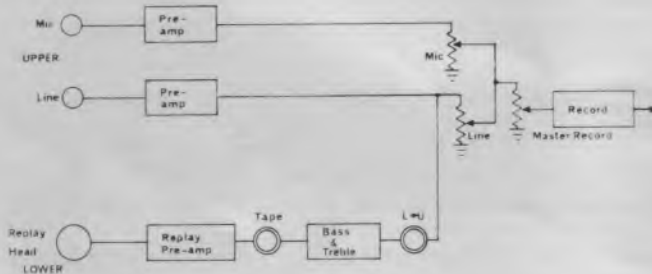 Mic
Pre-
amp
UPPER
Mic
Line
Pre-
amp
Line
Record
Master Record
Tape
L→U
Replay
Head
LOWER
Replay
Pre-amp
Bass
&
Treble